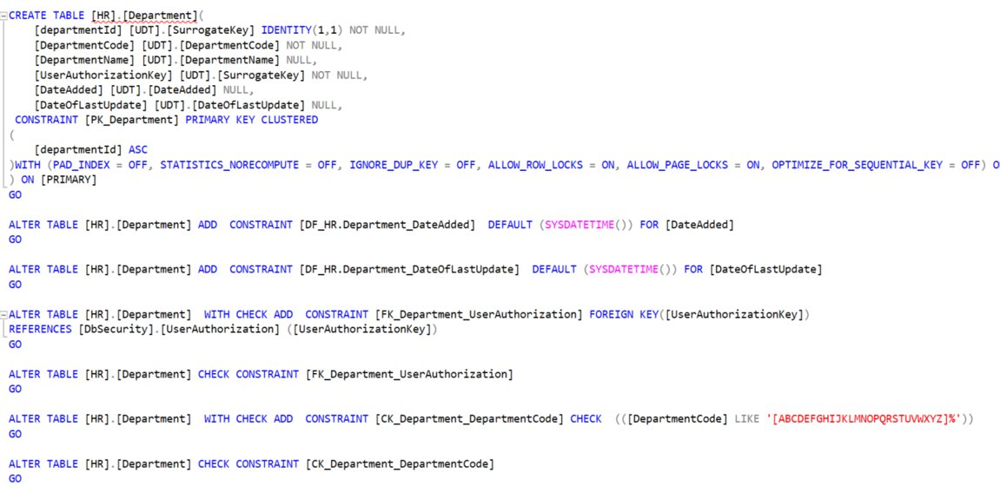 CREATE TABLE [HR].[Department](
[departmentId] [UDT].[SurrogateKey] IDENTITY(1,1) NOT NULL,
[DepartmentCode] [UDT].[DepartmentCode] NOT NULL,
[DepartmentName] [UDT].[DepartmentName] NULL,
[UserAuthorizationKey] [UDT].[SurrogateKey] NOT NULL,
[DateAdded] [UDT].[DateAdded] NULL,
[DateOfLastUpdate] [UDT].[DateOfLastUpdate] NULL,
CONSTRAINT [PK_Department] PRIMARY KEY CLUSTERED
(
[departmentId] ASC
)WITH (PAD_INDEX = OFF, STATISTICS_NORECOMPUTE = OFF, IGNORE_DUP_KEY = OFF, ALLOW_ROW_LOCKS = ON, ALLOW_PAGE_LOCKS = ON, OPTIMIZE_FOR_SEQUENTIAL_KEY = OFF)
) ON [PRIMARY]
GO
ALTER TABLE [HR].[Department] ADD CONSTRAINT [DF_HR.Department_DateAdded] DEFAULT (SYSDATETIME()) FOR [DateAdded]
GO
ALTER TABLE [HR].[Department] ADD CONSTRAINT [DF_HR.Department_DateOfLastUpdate] DEFAULT (SYSDATETIME()) FOR [DateOfLastUpdate]
GO
ALTER TABLE [HR].[Department] WITH CHECK ADD CONSTRAINT [FK_Department_UserAuthorization] FOREIGN KEY([UserAuthorizationKey])
REFERENCES [DbSecurity].[UserAuthorization] ([UserAuthorizationKey])
GO
ALTER TABLE [HR].[Department] CHECK CONSTRAINT [FK_Department_UserAuthorization]
GO
ALTER TABLE [HR].[Department] WITH CHECK ADD CONSTRAINT [CK_Department_DepartmentCode] CHECK (([DepartmentCode] LIKE '[ABCDEFGHIJKLMNOPQRSTUVWXYZ]%'))
GO
ALTER TABLE [HR].[Department] CHECK CONSTRAINT [CK_Department_DepartmentCode]
GO